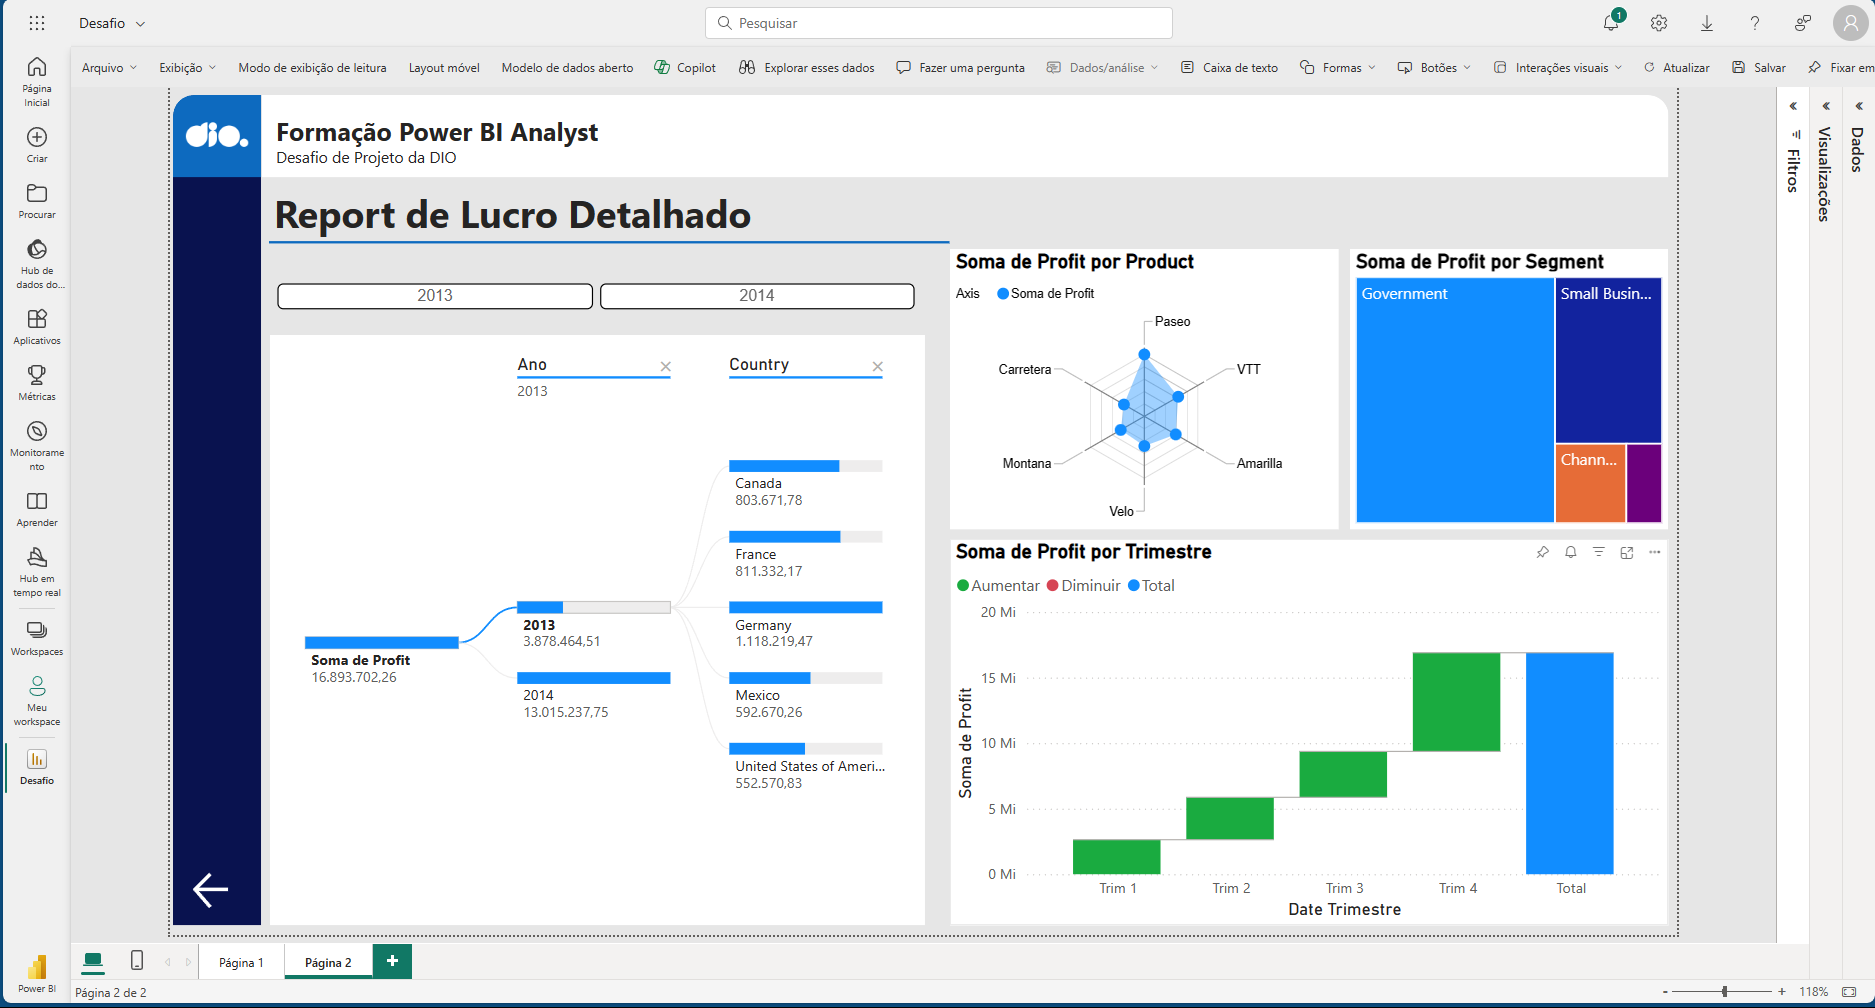 Desafio
Pesquisar
1
Arquivo
Exibição
Modo de exibição de leitura
Layout móvel
Modelo de dados aberto
Copilot
Explorar esses dados
Fazer uma pergunta
Dados/análise
Caixa de texto
Formas
Botões
Interações visuais
Atualizar
Salvar
Fixar em
Página
Inicial
Criar
Procurar
Hub de
dados do...
Aplicativos
Métricas
Monitorame
nto
Aprender
Hub em
tempo real
Workspaces
Meu
workspace
Desafio
Power BI
dio.
Formação Power BI Analyst
Desafio de Projeto da DIO
Report de Lucro Detalhado
2013
2014
Ano
2013
Country
Canada
803.671,78
France
811.332,17
2013
3.878.464,51
Germany
1.118.219,47
Soma de Profit
16.893.702,26
2014
13.015.237,75
Mexico
592.670,26
United States of Ameri...
552.570,83
Soma de Profit por Product
Axis
Soma de Profit
Paseo
Carretera
VTT
Montana
Amarilla
Velo
Soma de Profit por Segment
Government
Small Busin...
Chann...
Soma de Profit por Trimestre
Aumentar
Diminuir
Total
20 Mi
15 Mi
10 Mi
5 Mi
0 Mi
Soma de Profit
Trim 1
Trim 2
Trim 3
Trim 4
Total
Date Trimestre
Filtros
Visualizações
Dados
Página 1
Página 2
+
Página 2 de 2
-
+
118%